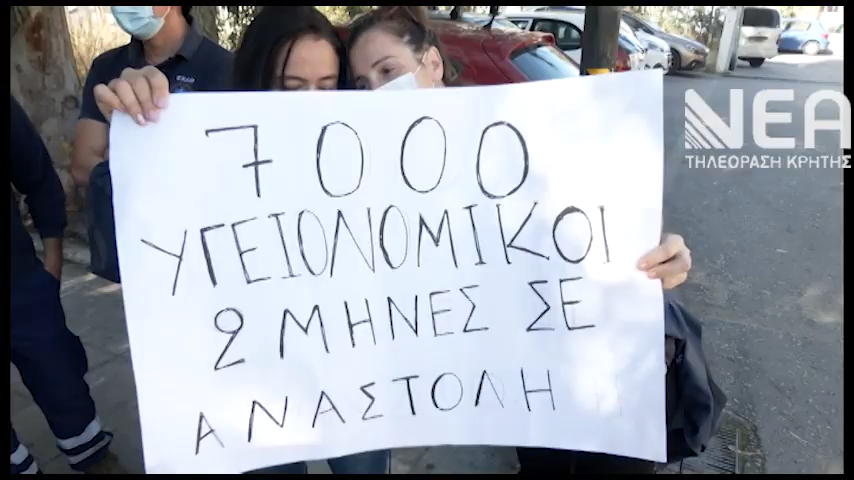 7000
ΥΓΕΙΟΝΟΜΙΚΟΙ
2 ΜΗΝΕΣ ΣΕ
ΑΝΑΣΤΟΛΗ
ΝΕΑ
ΤΗΛΕΟΡΑΣΗ ΚΡΗΤΗΣ